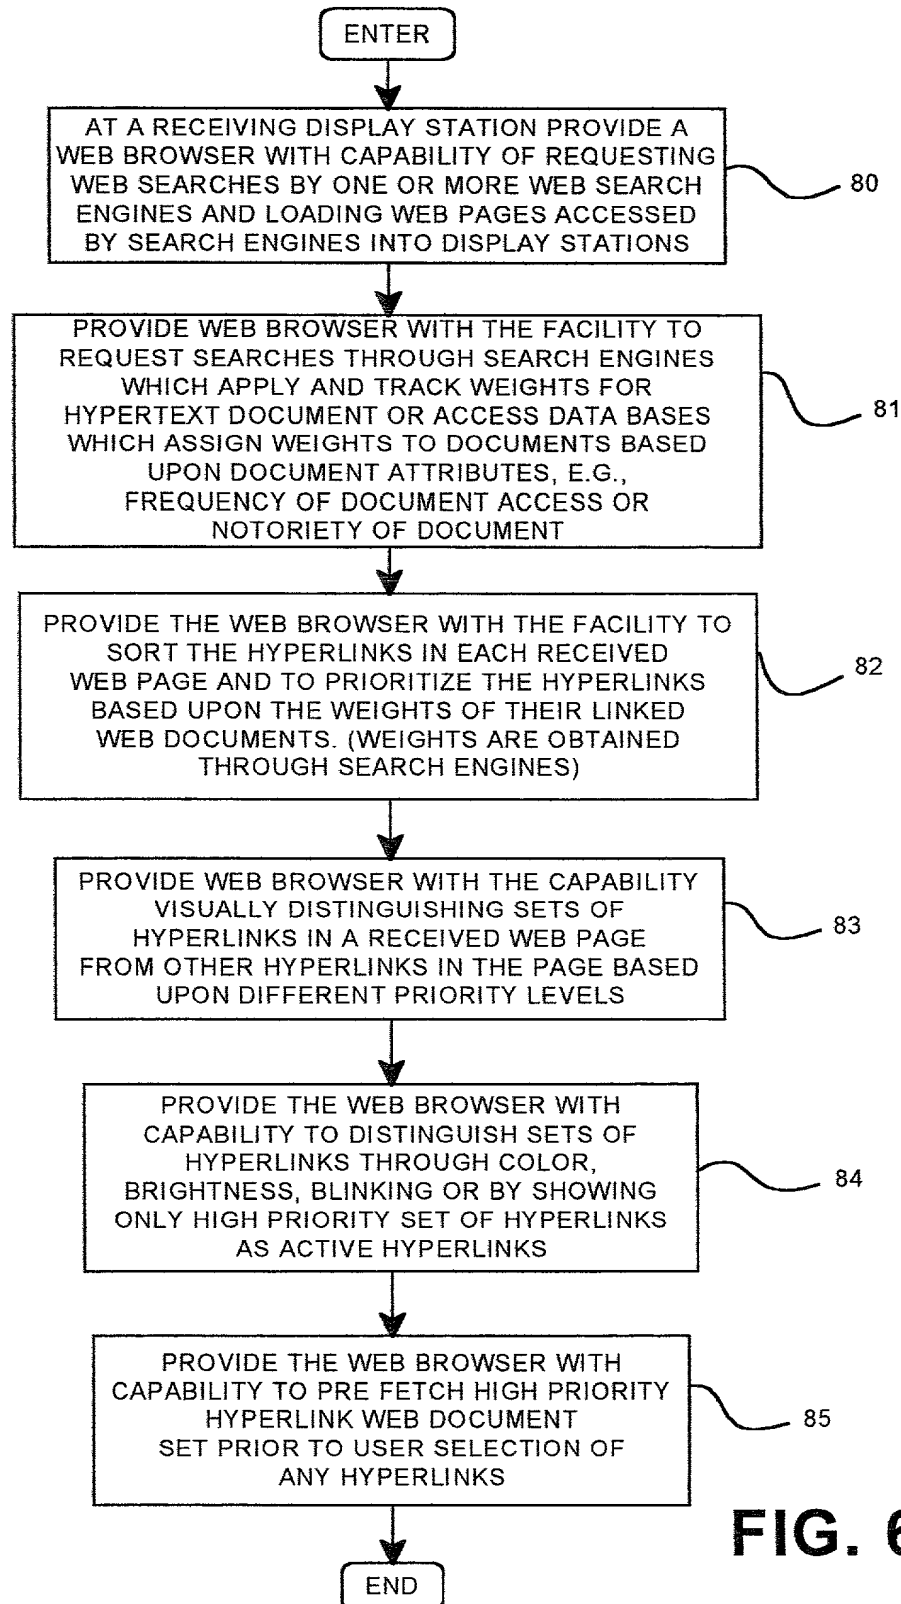 ENTER
AT A RECEIVING DISPLAY STATION PROVIDE A
WEB BROWSER WITH CAPABILITY OF REQUESTING
WEB SEARCHES BY ONE OR MORE WEB SEARCH
ENGINES AND LOADING WEB PAGES ACCESSED
BY SEARCH ENGINES INTO DISPLAY STATIONS
80
PROVIDE WEB BROWSER WITH THE FACILITY TO
REQUEST SEARCHES THROUGH SEARCH ENGINES
WHICH APPLY AND TRACK WEIGHTS FOR
HYPERTEXT DOCUMENT OR ACCESS DATA BASES
WHICH ASSIGN WEIGHTS TO DOCUMENTS BASED
UPON DOCUMENT ATTRIBUTES, E.G.,
FREQUENCY OF DOCUMENT ACCESS OR
NOTORIETY OF DOCUMENT
81
PROVIDE THE WEB BROWSER WITH THE FACILITY TO
SORT THE HYPERLINKS IN EACH RECEIVED
WEB PAGE AND TO PRIORITIZE THE HYPERLINKS
BASED UPON THE WEIGHTS OF THEIR LINKED
WEB DOCUMENTS. (WEIGHTS ARE OBTAINED
THROUGH SEARCH ENGINES)
82
PROVIDE WEB BROWSER WITH THE CAPABILITY
VISUALLY DISTINGUISHING SETS OF
HYPERLINKS IN A RECEIVED WEB PAGE
FROM OTHER HYPERLINKS IN THE PAGE BASED
UPON DIFFERENT PRIORITY LEVELS
83
PROVIDE THE WEB BROWSER WITH
CAPABILITY TO DISTINGUISH SETS OF
HYPERLINKS THROUGH COLOR,
BRIGHTNESS, BLINKING OR BY SHOWING
ONLY HIGH PRIORITY SET OF HYPERLINKS
AS ACTIVE HYPERLINKS
84
PROVIDE THE WEB BROWSER WITH
CAPABILITY TO PRE FETCH HIGH PRIORITY
HYPERLINK WEB DOCUMENT
SET PRIOR TO USER SELECTION OF
ANY HYPERLINKS
85
END
FIG. 6